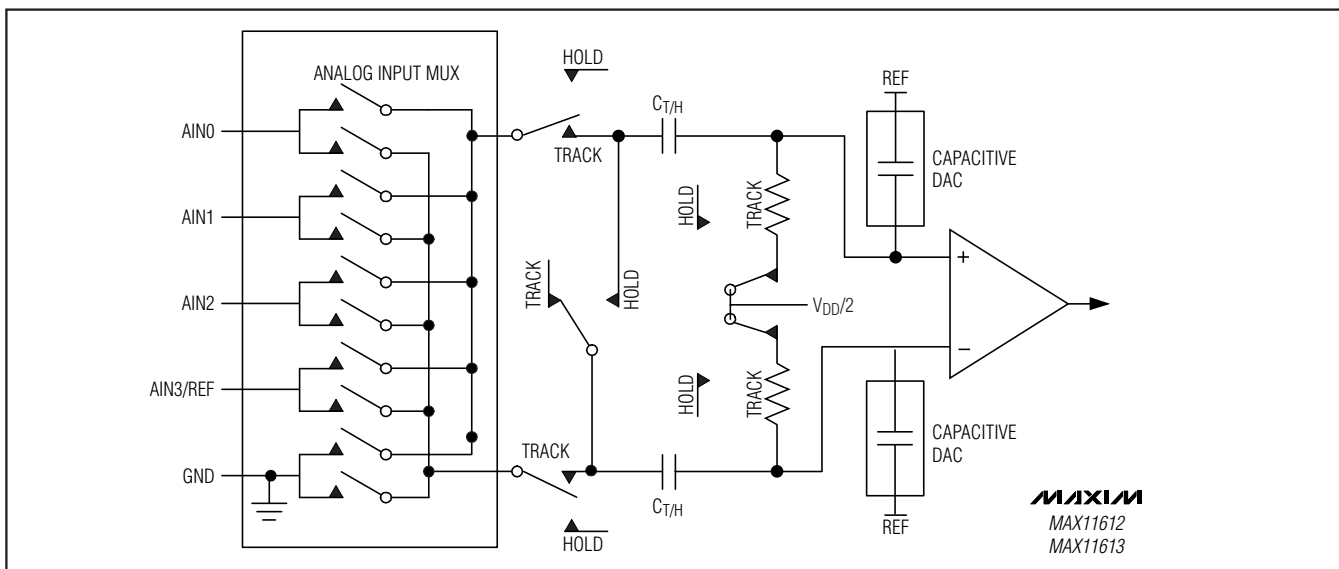 ANALOG INPUT MUX
AIN0
AIN1
AIN2
AIN3/REF
GND
HOLD
TRACK
CT/H
HOLD
TRACK
TRACK
HOLD
VDD/2
HOLD
TRACK
TRACK
HOLD
CT/H
REF
CAPACITIVE
DAC
+
−
CAPACITIVE
DAC
REF
MAXIM
MAX11612
MAX11613